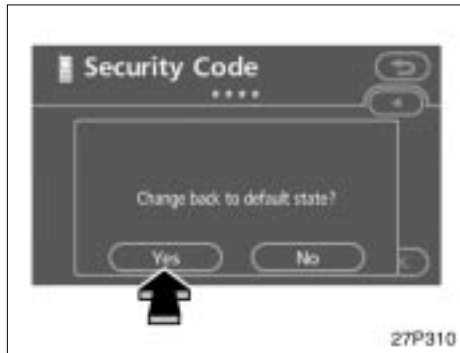 Security Code
****
Change back to default state?
Yes No
27P310